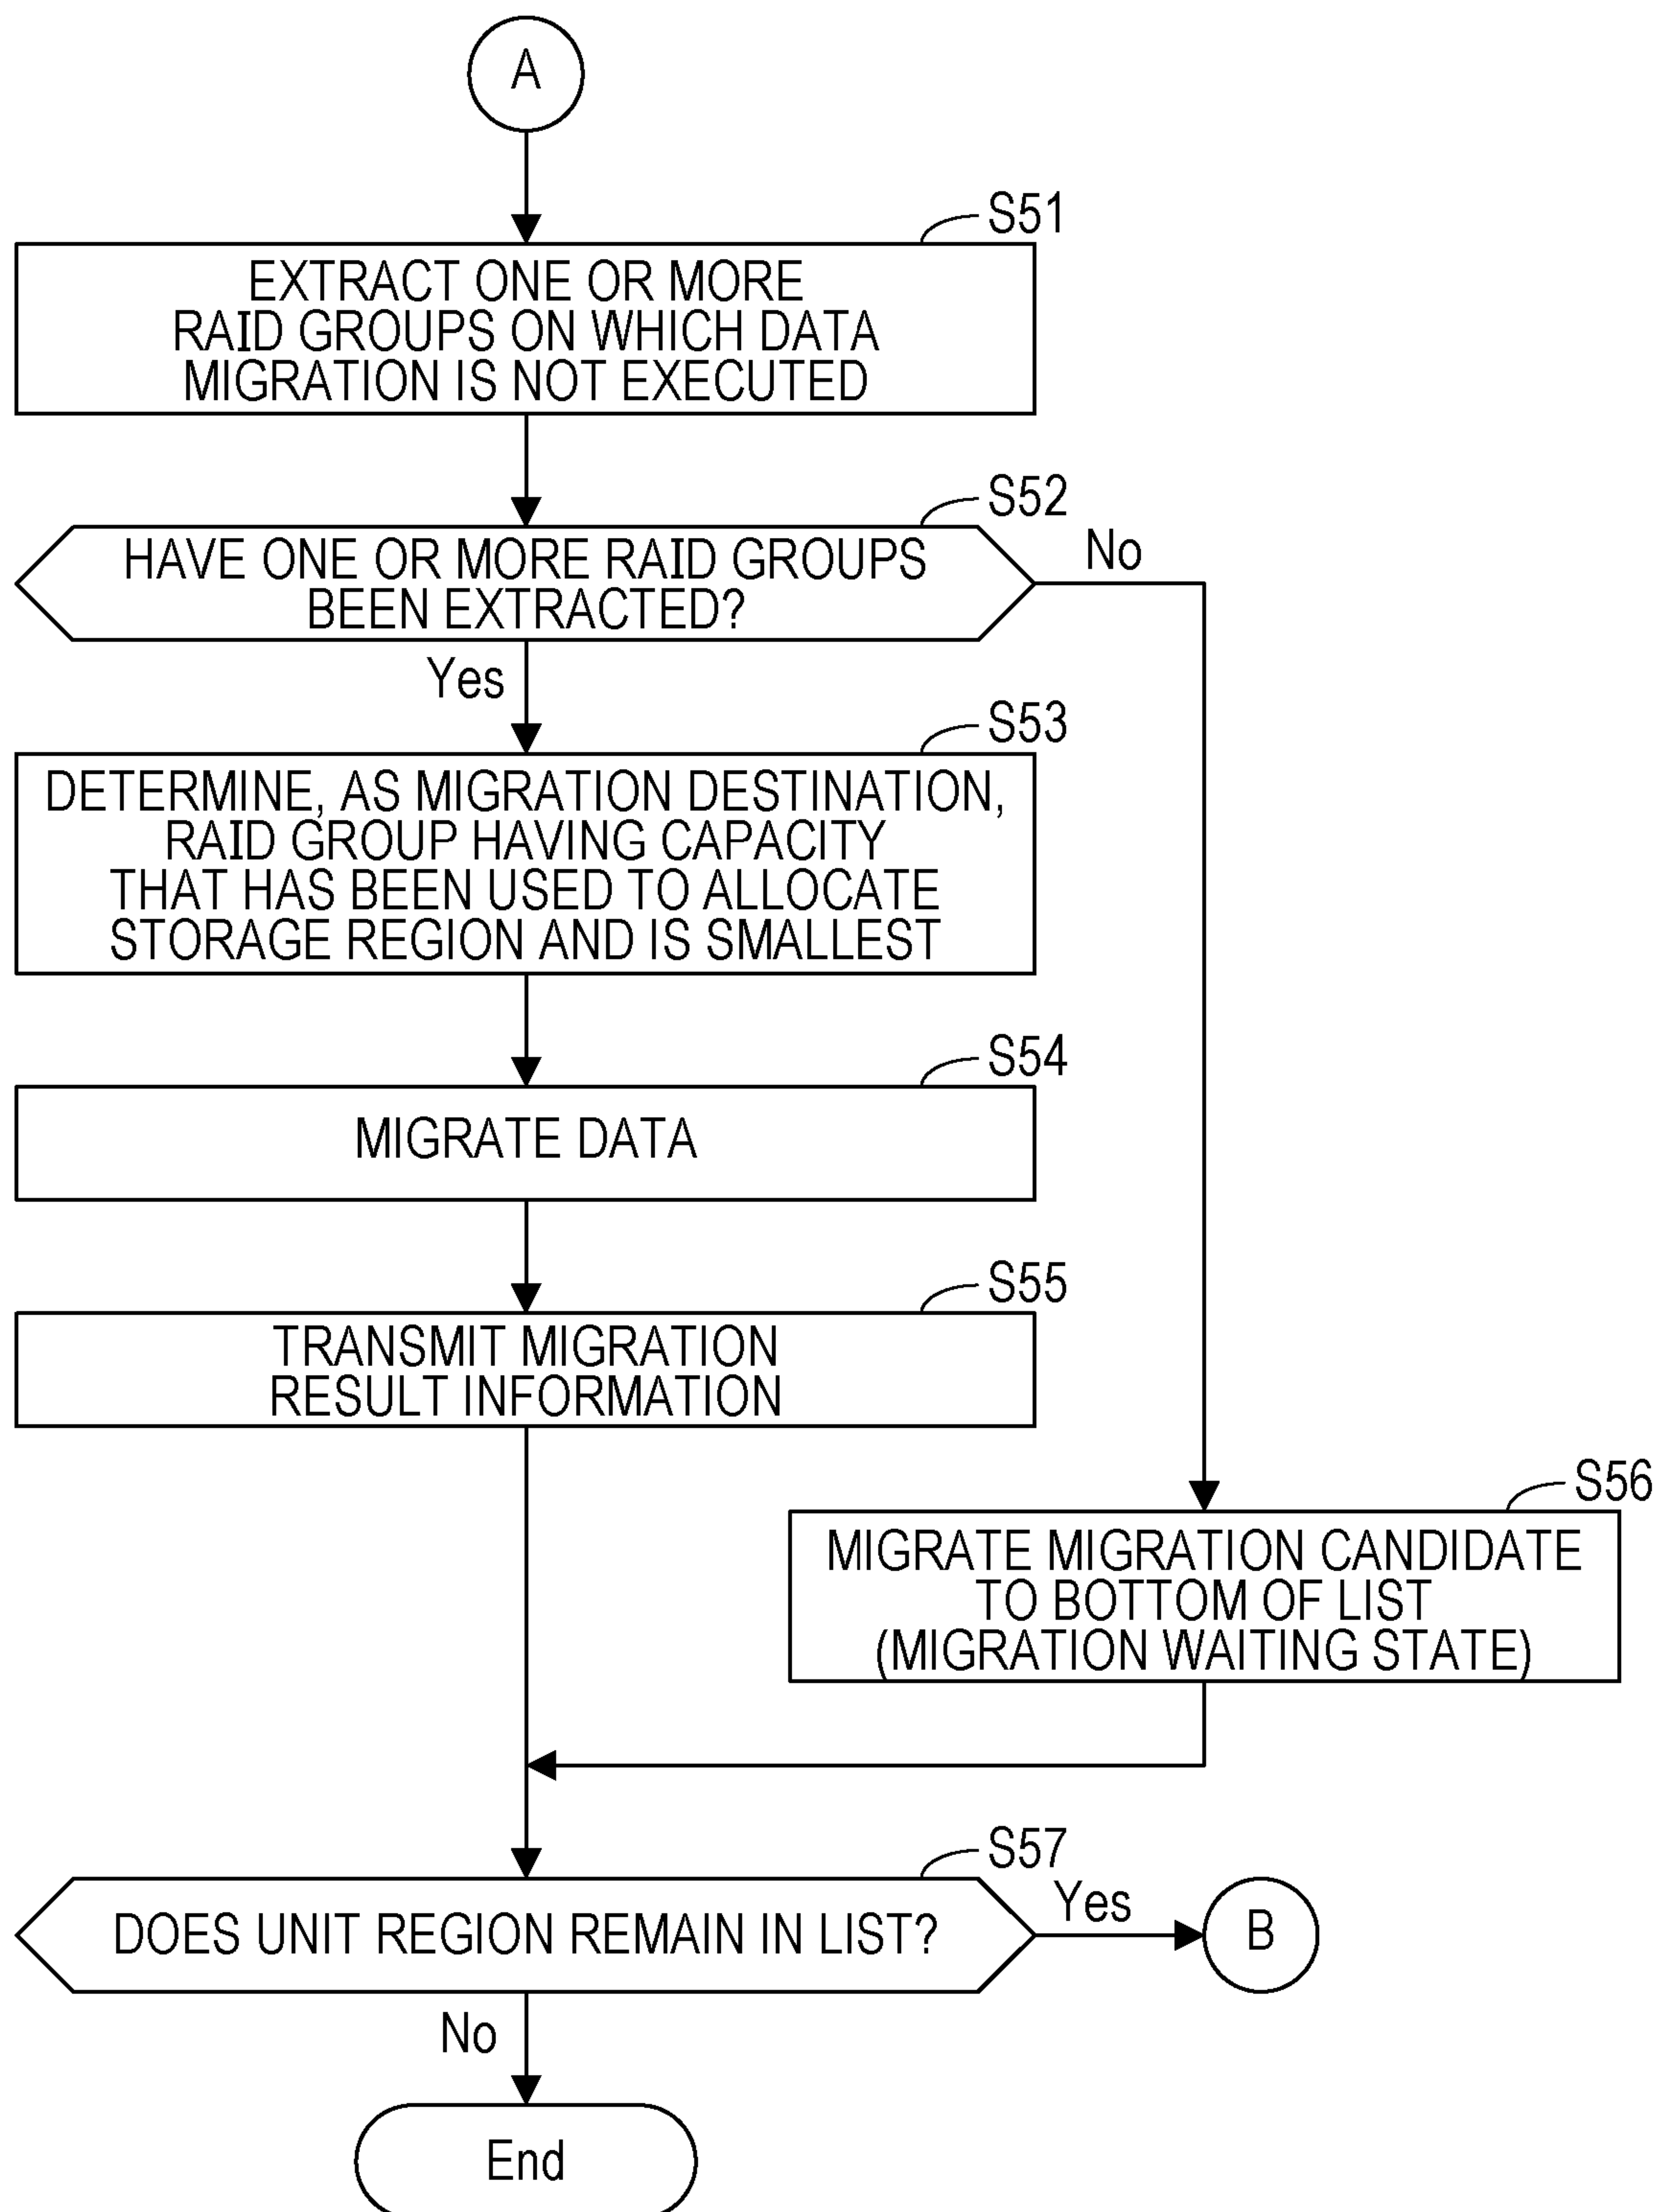 A
S51
EXTRACT ONE OR MORE
RAID GROUPS ON WHICH DATA
MIGRATION IS NOT EXECUTED
S52
HAVE ONE OR MORE RAID GROUPS
BEEN EXTRACTED?
No
Yes
S53
DETERMINE, AS MIGRATION DESTINATION,
RAID GROUP HAVING CAPACITY
THAT HAS BEEN USED TO ALLOCATE
STORAGE REGION AND IS SMALLEST
S54
MIGRATE DATA
S55
TRANSMIT MIGRATION
RESULT INFORMATION
S56
MIGRATE MIGRATION CANDIDATE
TO BOTTOM OF LIST
(MIGRATION WAITING STATE)
S57
DOES UNIT REGION REMAIN IN LIST?
Yes
B
No
End